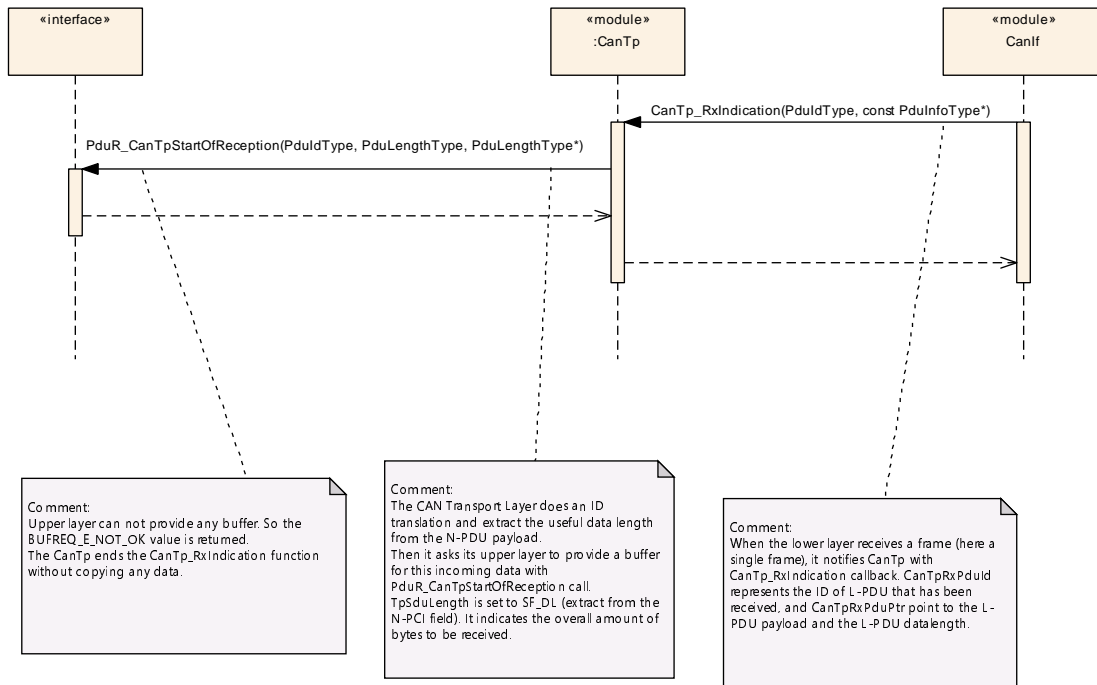 «interface»
«module»
:CanTp
«module»
CanIf
CanTp_RxIndication(PduIdType, const PduInfoType*)
PduR_CanTpStartOfReception(PduIdType, PduLengthType, PduLengthType*)
Comment:
Upper layer can not provide any buffer. So the
BUFREQ_E_NOT_OK value is returned.
The CanTp ends the CanTp_RxIndication function
without copying any data.
Comment:
The CAN Transport Layer does an ID
translation and extract the useful data length
from the N-PDU payload.
Then it asks its upper layer to provide a buffer
for this incoming data with
PduR_CanTpStartOfReception call.
TpSduLength is set to SF_DL (extract from the
N-PCI field). It indicates the overall amount of
bytes to be received.
Comment:
When the lower layer receives a frame (here a
single frame), it notifies CanTp with
CanTp_RxIndication callback. CanTpRxPduId
represents the ID of L-PDU that has been
received, and CanTpRxPduPtr point to the L-
PDU payload and the L-PDU datalength.